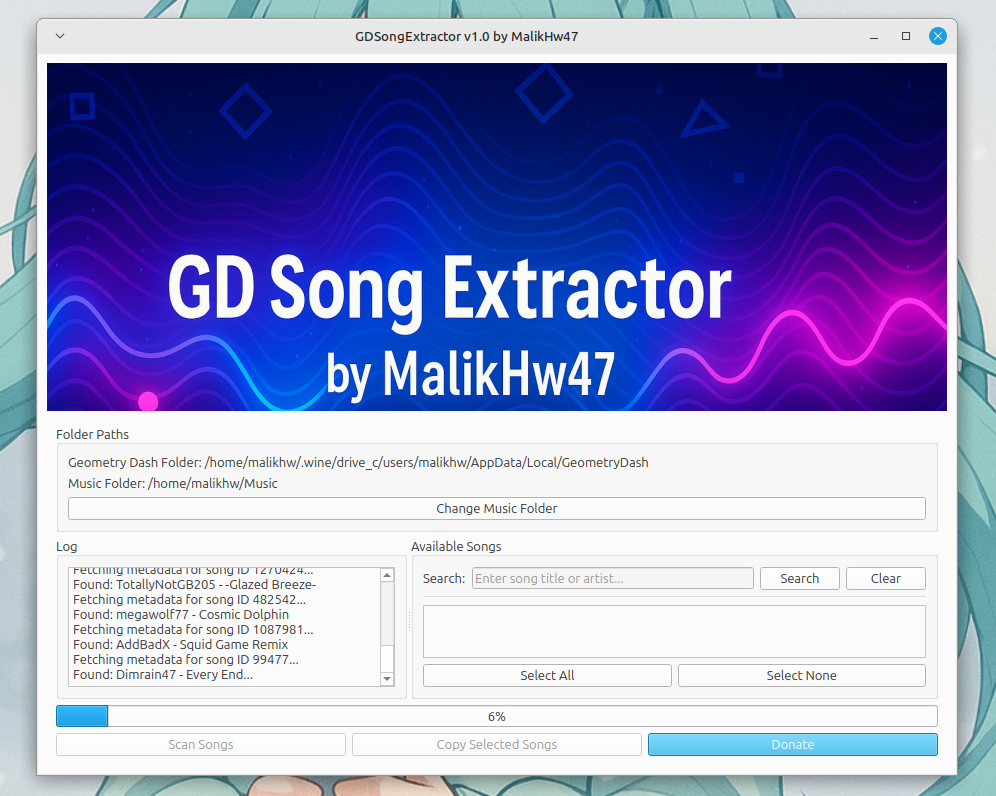 GDSongExtractor v1.0 by MalikHw47
GD Song Extractor
by MalikHw47
Folder Paths
Geometry Dash Folder: /home/malikhw/.wine/drive_c/users/malikhw/AppData/Local/GeometryDash
Music Folder: /home/malikhw/Music
Change Music Folder
Log
Fetching metadata for song ID 1270424...
Found: TotallyNotGB205 - -Glazed Breeze-
Fetching metadata for song ID 482542...
Found: megawolf77 - Cosmic Dolphin
Fetching metadata for song ID 1087981...
Found: AddBadX - Squid Game Remix
Fetching metadata for song ID 99477...
Found: Dimrain47 - Every End...
Available Songs
Search: Enter song title or artist... Search Clear
Select All Select None
6%
Scan Songs Copy Selected Songs Donate